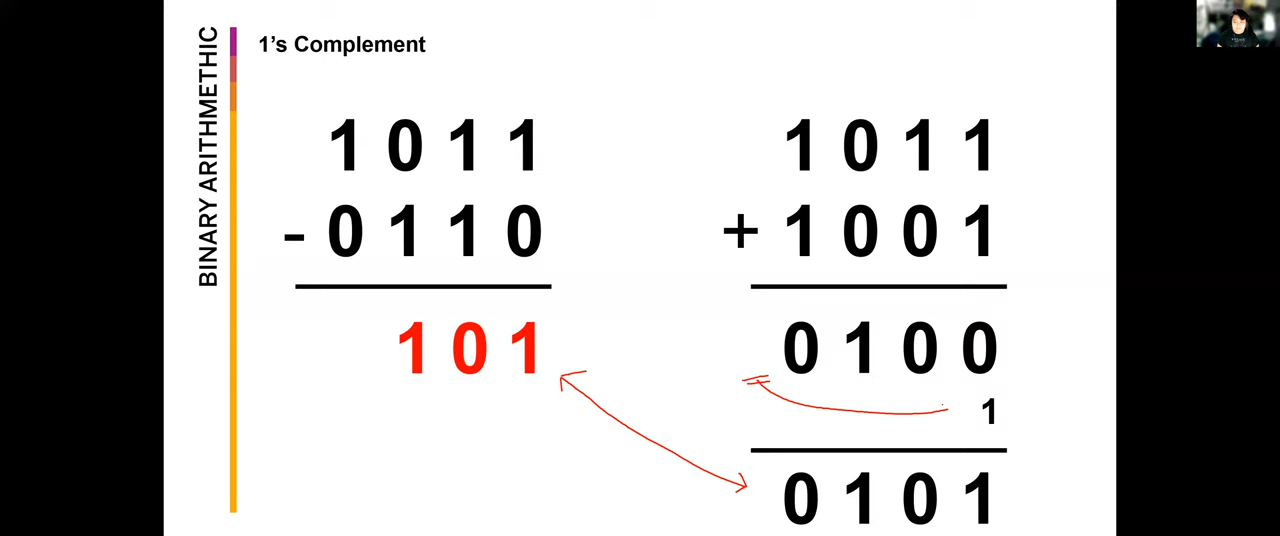 BINARY ARITHMETHIC
1's Complement
1 0 1 1
- 0 1 1 0
1 0 1
1 0 1 1
+ 1 0 0 1
0 1 0 0
1
0 1 0 1